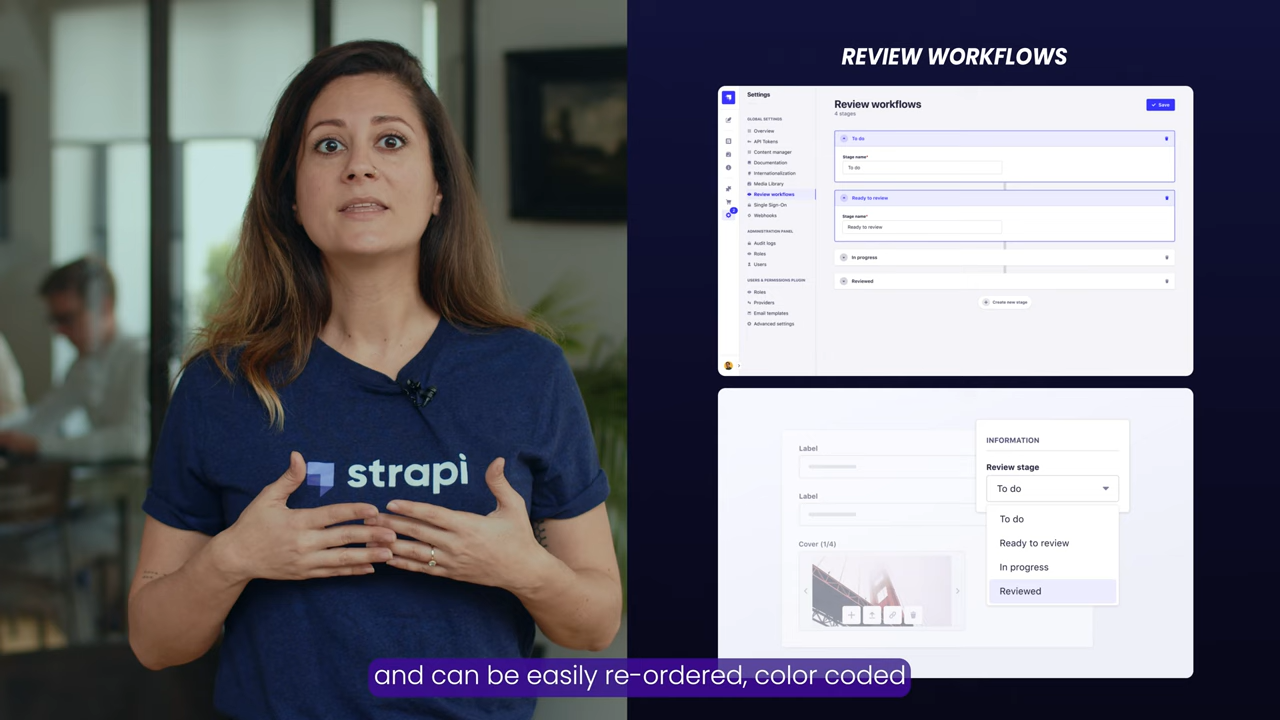 strapi
REVIEW WORKFLOWS
Settings
GLOBAL SETTINGS
Overview
API Tokens
Content manager
Documentation
Internationalization
Media Library
Review workflows
Single Sign-On
Webhooks
ADMINISTRATION PANEL
Audit logs
Roles
Users
USERS & PERMISSIONS PLUGIN
Roles
Providers
Email templates
Advanced settings
Review workflows
4 stages
Save
To do
Stage name*
To do
Ready to review
Stage name*
Ready to review
In progress
Reviewed
Create new stage
Label
Label
Cover (1/4)
INFORMATION
Review stage
To do
To do
Ready to review
In progress
Reviewed
and can be easily re-ordered, color coded